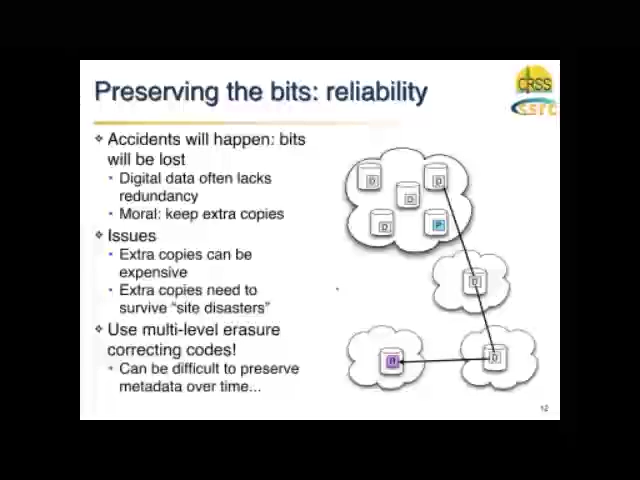 Preserving the bits: reliability
CRSS
ssrc
Accidents will happen: bits
will be lost
Digital data often lacks
redundancy
Moral: keep extra copies
Issues
Extra copies can be
expensive
Extra copies need to
survive “site disasters”
Use multi-level erasure
correcting codes!
Can be difficult to preserve
metadata over time...
D
D
D
D
P
D
D
12